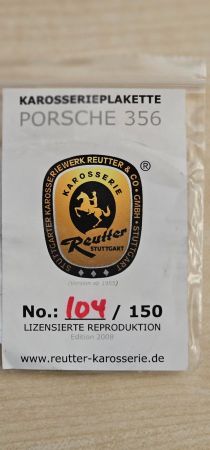 KAROSSERIEPLAKETTE
PORSCHE 356
STUTTGARTER KAROSSERIEWERK REUTTER & CO · GMBH · STUTTGART
®
KAROSSERIE
Reutter
STUTTGART
(Version ab 1955)
No.: 104 / 150
LIZENSIERTE REPRODUKTION
Edition 2008
www.reutter-karosserie.de